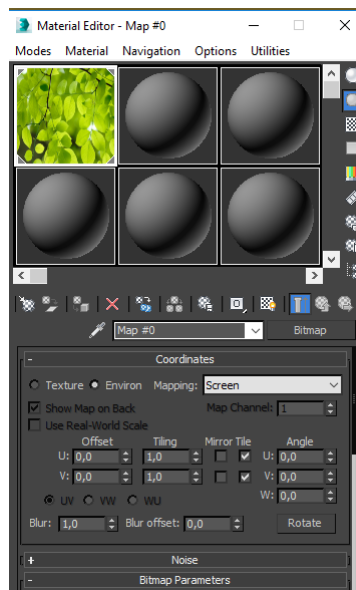 Material Editor - Map #0
Modes Material Navigation Options Utilities
Map #0 Bitmap
- Coordinates
Texture Environ Mapping: Screen
Show Map on Back Map Channel: 1
Use Real-World Scale
Offset Tiling Mirror Tile Angle
U: 0,0 1,0 U: 0,0
V: 0,0 1,0 V: 0,0
W: 0,0
UV VW WU
Blur: 1,0 Blur offset: 0,0 Rotate
+ Noise
- Bitmap Parameters